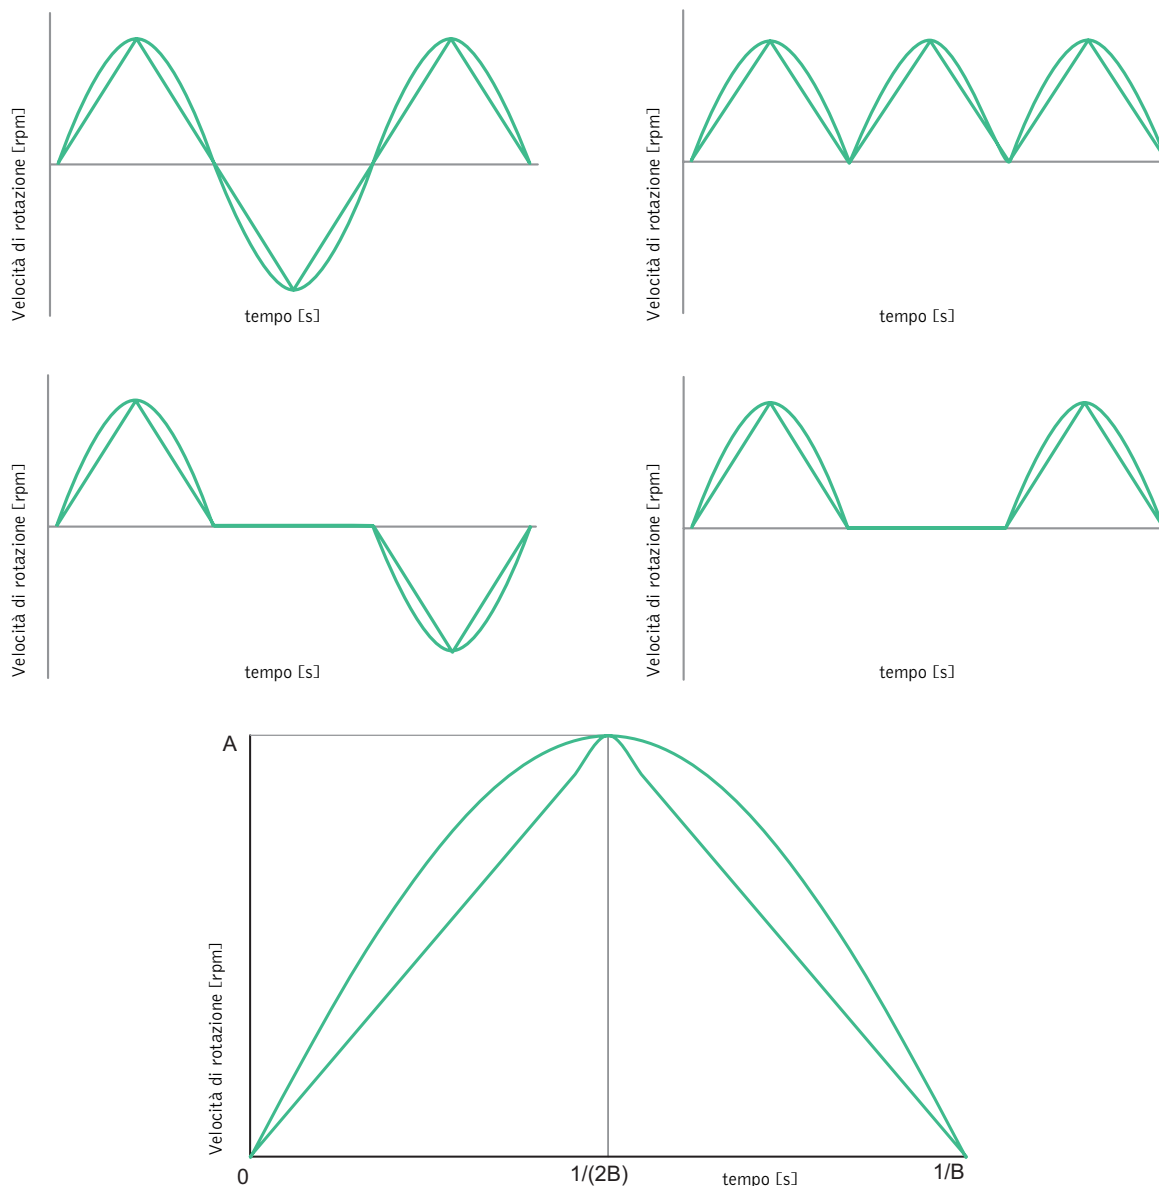 Velocità di rotazione [rpm]
tempo [s]
Velocità di rotazione [rpm]
tempo [s]
Velocità di rotazione [rpm]
tempo [s]
Velocità di rotazione [rpm]
tempo [s]
A
Velocità di rotazione [rpm]
0
1/(2B)
tempo [s]
1/B